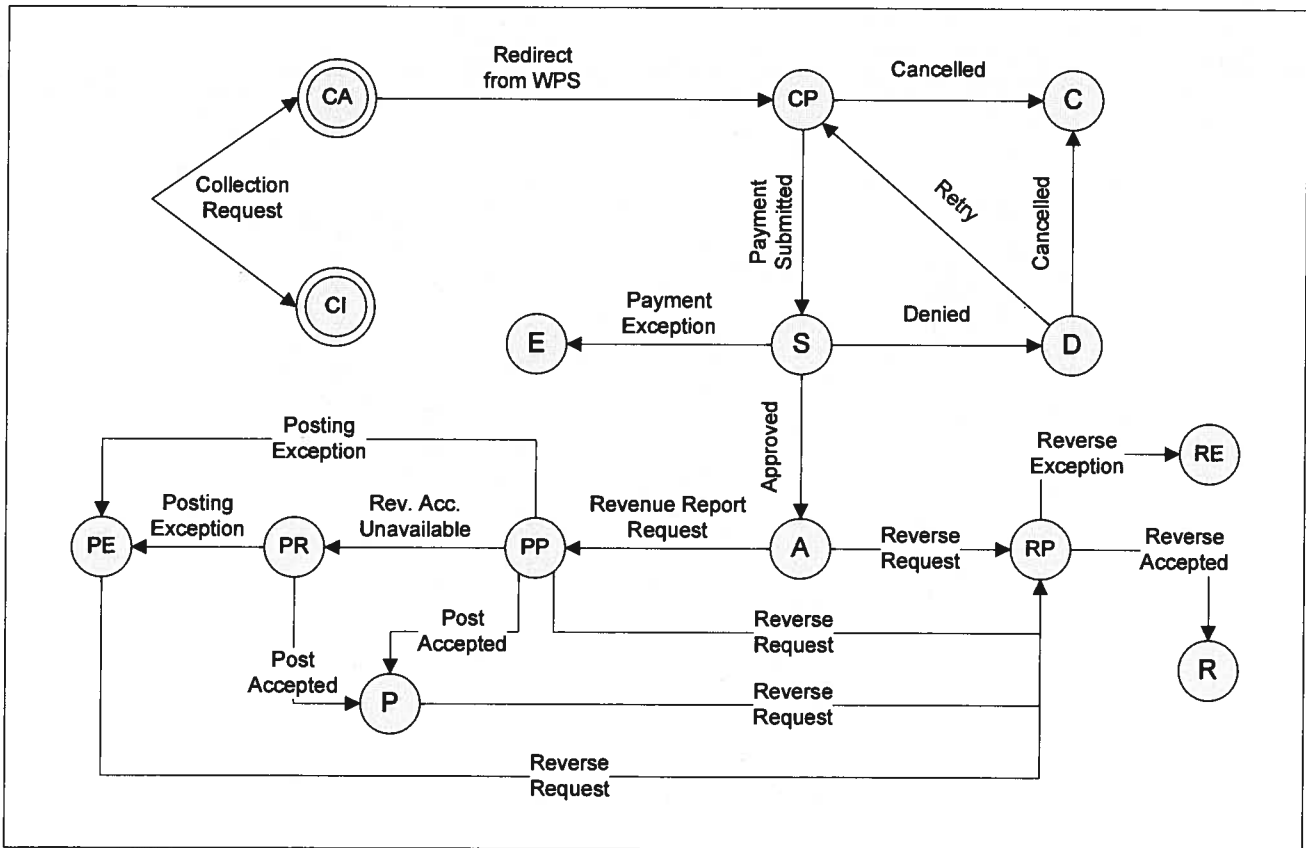 Redirect
from WPS
Cancelled
CA
CP
C
Collection
Request
Payment
Submitted
Retry
Cancelled
CI
Payment
Exception
Denied
E
S
D
Posting
Exception
Approved
Reverse
Exception
RE
Posting
Exception
Rev. Acc.
Unavailable
Revenue Report
Request
PE
PR
PP
A
Reverse
Request
RP
Reverse
Accepted
Post
Accepted
Reverse
Request
Post
Accepted
P
Reverse
Request
R
Reverse
Request